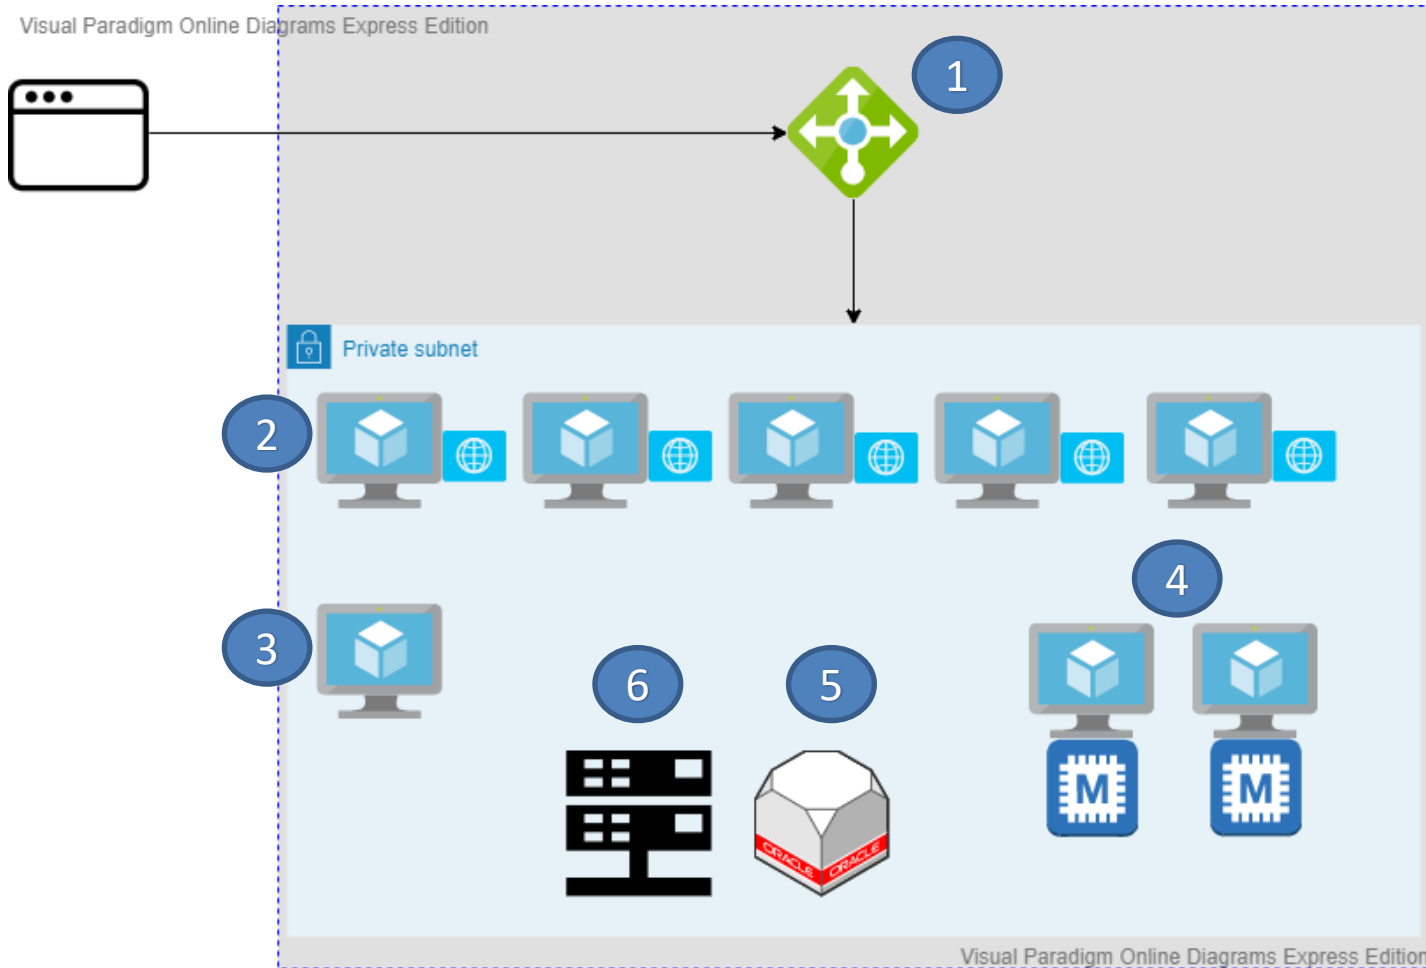 Visual Paradigm Online Diagrams Express Edition
1
Private subnet
2
4
3
6
5
M
M
ORACLE ORACLE
Visual Paradigm Online Diagrams Express Edition